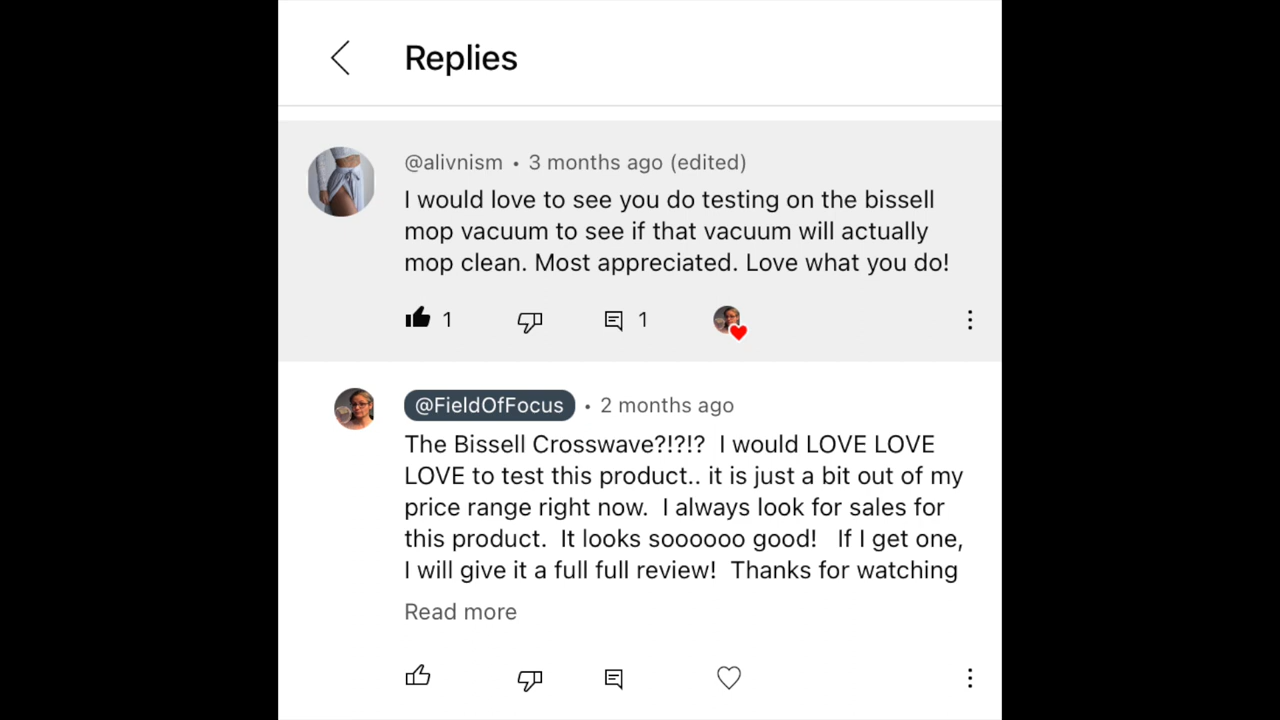 Replies
@alivnism • 3 months ago (edited)
I would love to see you do testing on the bissell
mop vacuum to see if that vacuum will actually
mop clean. Most appreciated. Love what you do!
1 1
@FieldOfFocus • 2 months ago
The Bissell Crosswave?!?!?  I would LOVE LOVE
LOVE to test this product.. it is just a bit out of my
price range right now.  I always look for sales for
this product.  It looks soooooo good!   If I get one,
I will give it a full full review!  Thanks for watching
Read more